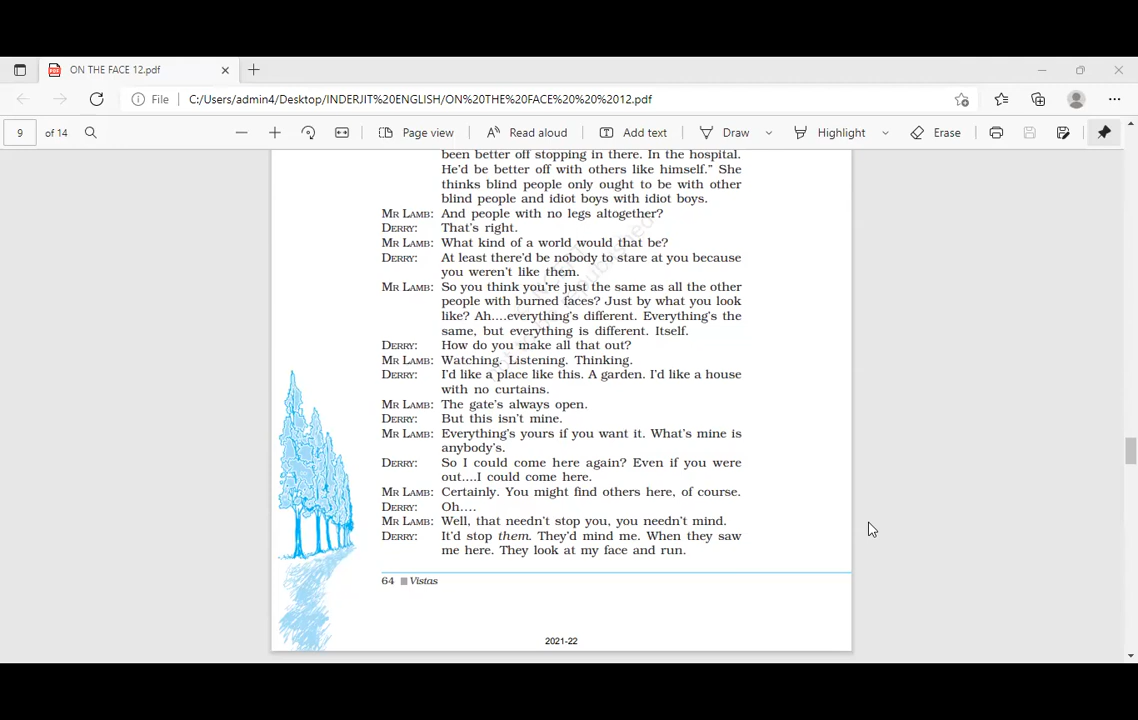 ON THE FACE 12.pdf
File C:/Users/admin4/Desktop/INDERJIT%20ENGLISH/ON%20THE%20FACE%20%20%2012.pdf
9 of 14 Page view Read aloud Add text Draw Highlight Erase
been better off stopping in there. In the hospital.
He'd be better off with others like himself." She
thinks blind people only ought to be with other
blind people and idiot boys with idiot boys.
MR LAMB: And people with no legs altogether?
DERRY: That's right.
MR LAMB: What kind of a world would that be?
DERRY: At least there'd be nobody to stare at you because
you weren't like them.
MR LAMB: So you think you're just the same as all the other
people with burned faces? Just by what you look
like? Ah....everything's different. Everything's the
same, but everything is different. Itself.
DERRY: How do you make all that out?
MR LAMB: Watching. Listening. Thinking.
DERRY: I'd like a place like this. A garden. I'd like a house
with no curtains.
MR LAMB: The gate's always open.
DERRY: But this isn't mine.
MR LAMB: Everything's yours if you want it. What's mine is
anybody's.
DERRY: So I could come here again? Even if you were
out....I could come here.
MR LAMB: Certainly. You might find others here, of course.
DERRY: Oh....
MR LAMB: Well, that needn't stop you, you needn't mind.
DERRY: It'd stop them. They'd mind me. When they saw
me here. They look at my face and run.
64 Vistas
2021-22